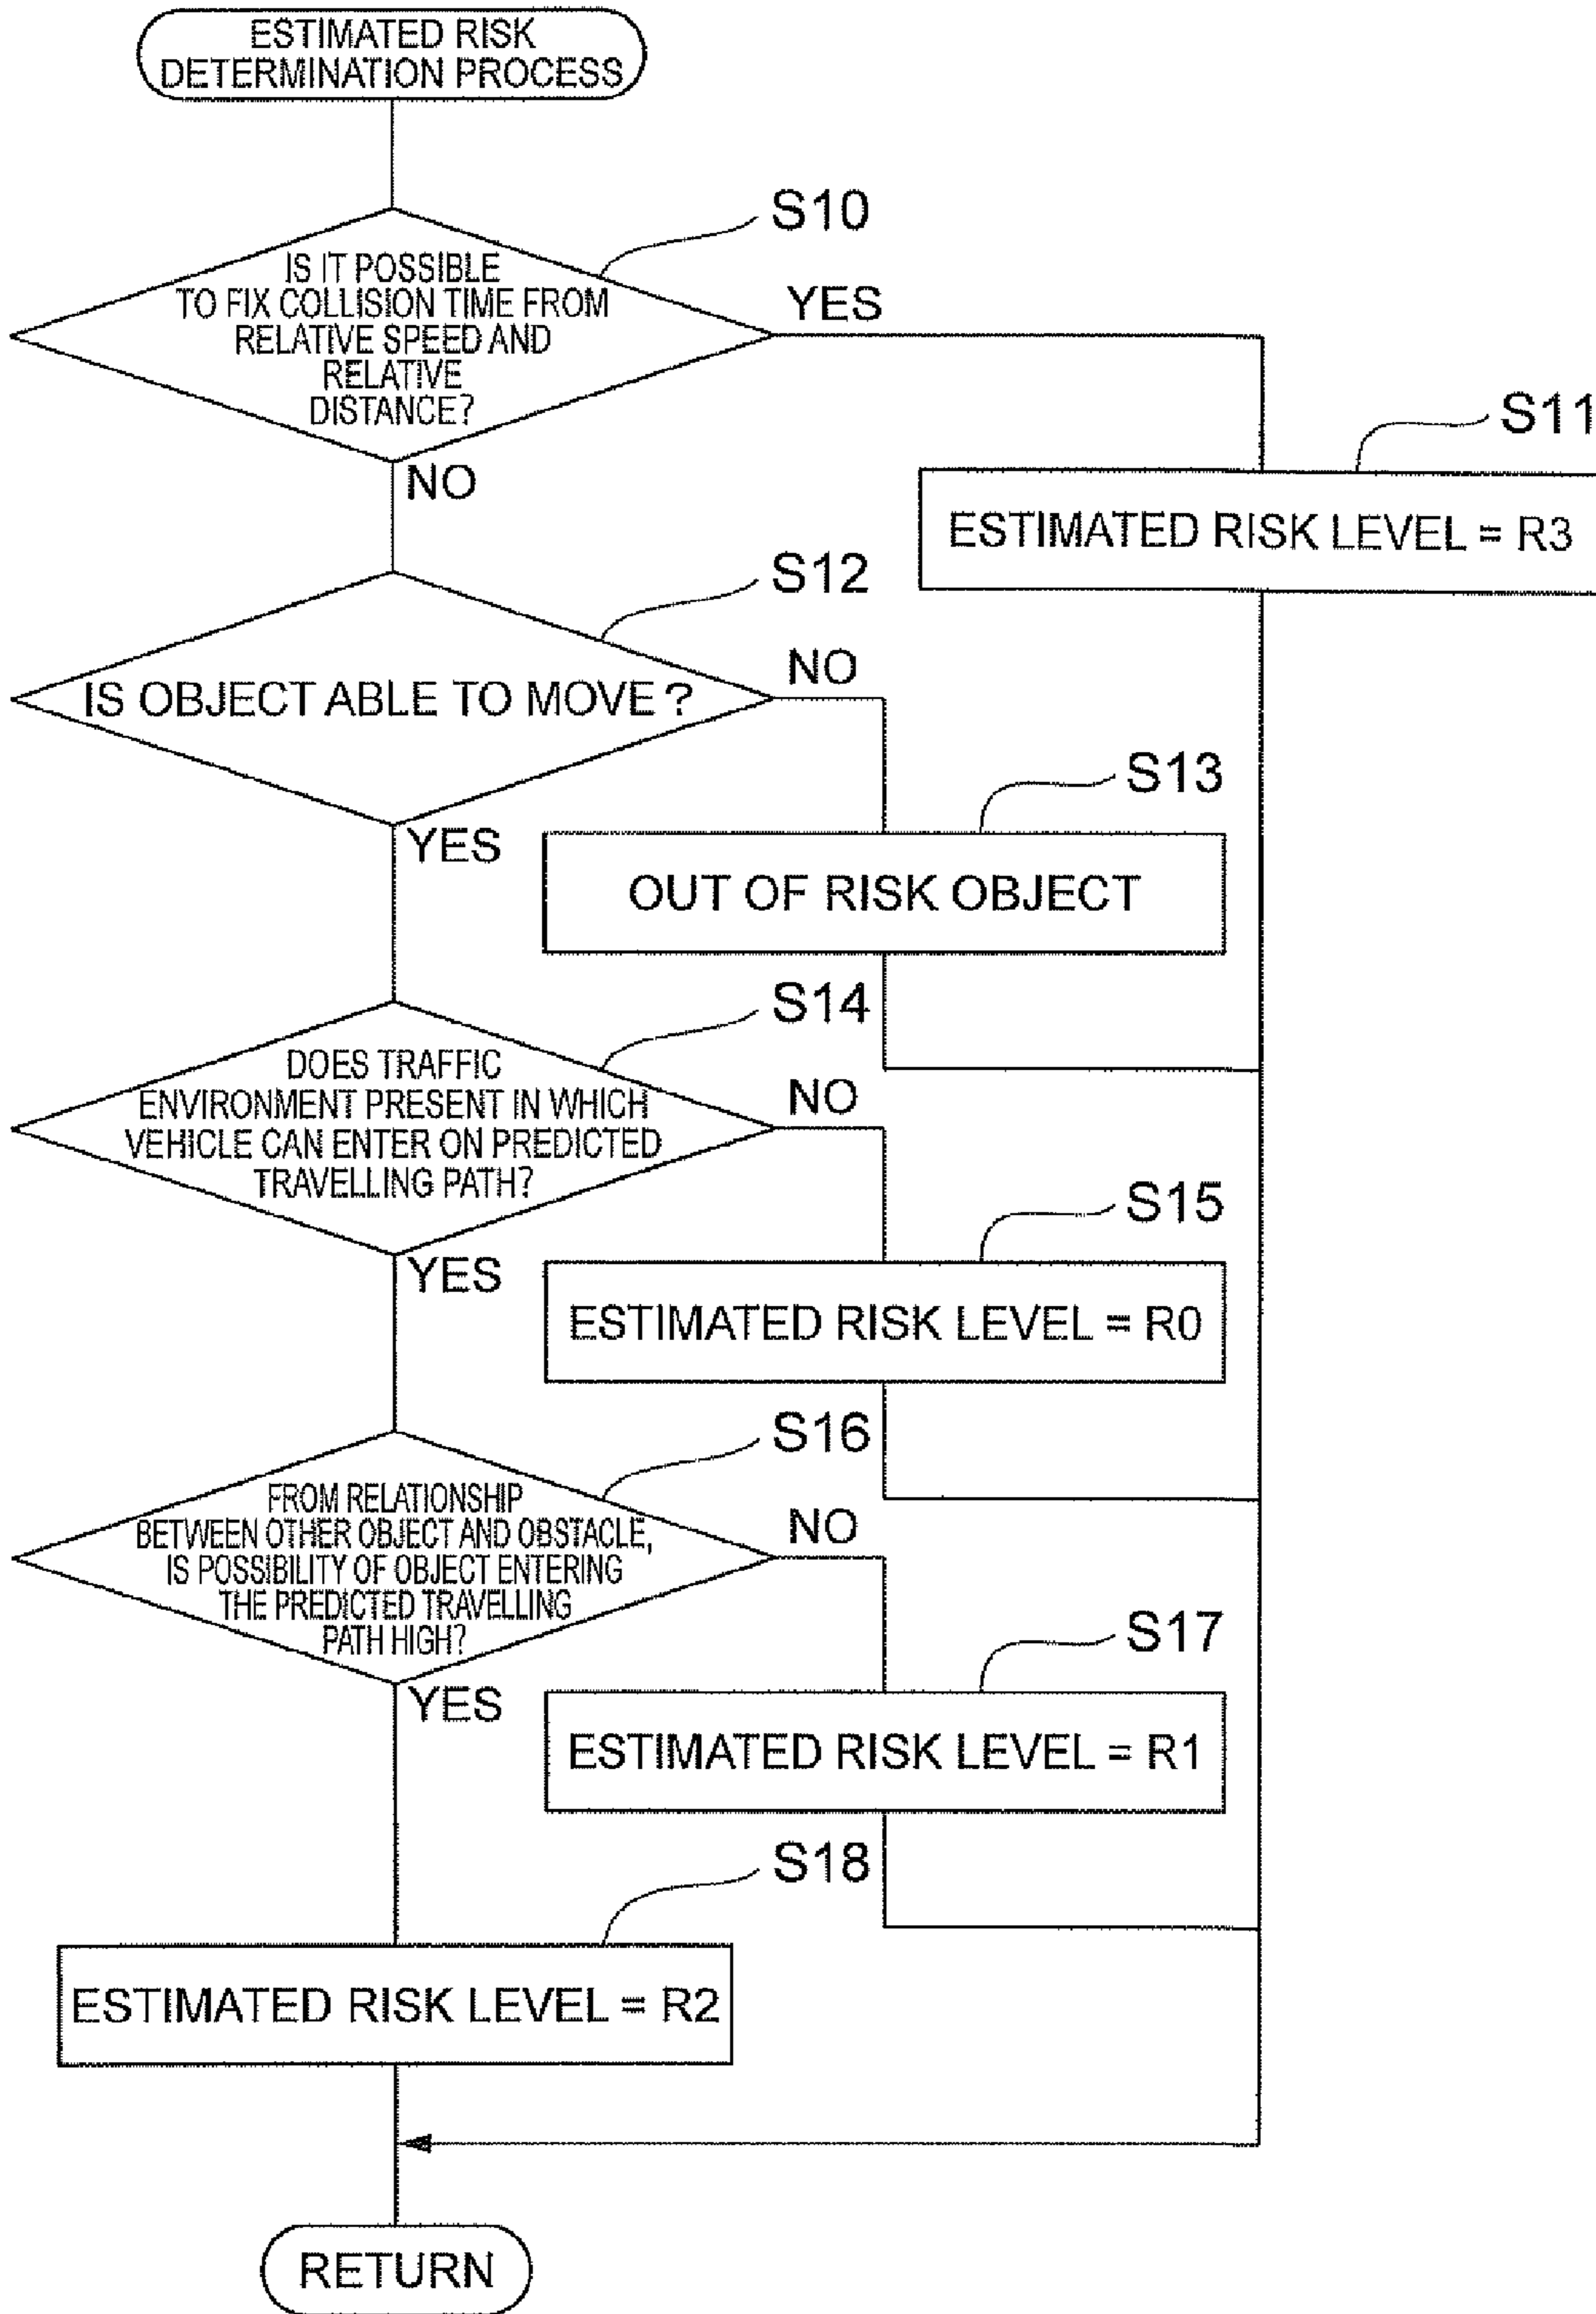 ESTIMATED RISK
DETERMINATION PROCESS
S10
IS IT POSSIBLE
TO FIX COLLISION TIME FROM
RELATIVE SPEED AND
RELATIVE
DISTANCE?
YES
NO
S11
ESTIMATED RISK LEVEL = R3
S12
IS OBJECT ABLE TO MOVE ?
NO
YES
S13
OUT OF RISK OBJECT
S14
DOES TRAFFIC
ENVIRONMENT PRESENT IN WHICH
VEHICLE CAN ENTER ON PREDICTED
TRAVELLING PATH?
NO
YES
S15
ESTIMATED RISK LEVEL = R0
S16
FROM RELATIONSHIP
BETWEEN OTHER OBJECT AND OBSTACLE,
IS POSSIBILITY OF OBJECT ENTERING
THE PREDICTED TRAVELLING
PATH HIGH?
NO
YES
S17
ESTIMATED RISK LEVEL = R1
S18
ESTIMATED RISK LEVEL = R2
RETURN